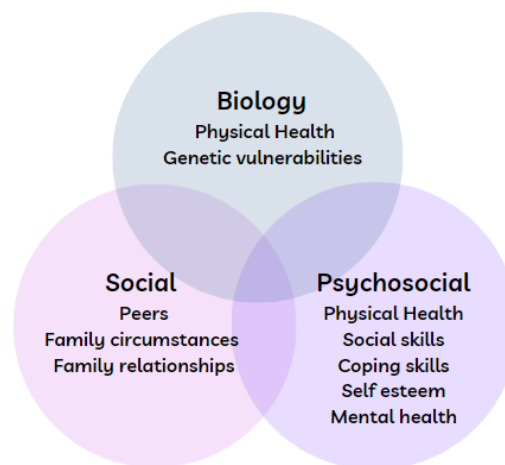 Biology
Physical Health
Genetic vulnerabilities
Social
Peers
Family circumstances
Family relationships
Psychosocial
Physical Health
Social skills
Coping skills
Self esteem
Mental health